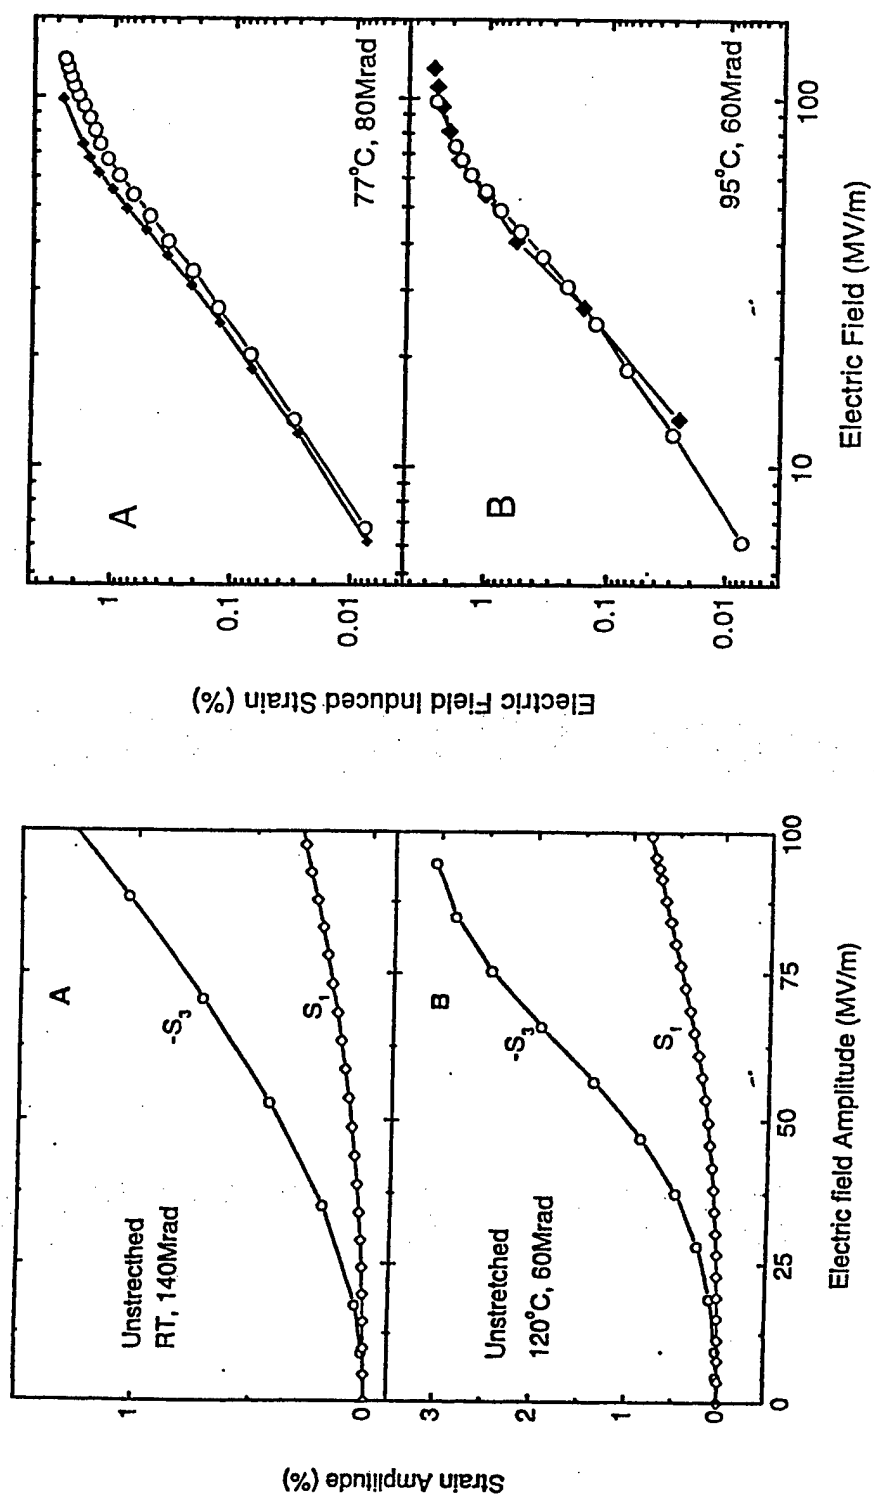 Strain Amplitude (%)
1
0
A
Unstrecthed
RT, 140Mrad
-S3
S1
3
2
1
0
B
Unstretched
120°C, 60Mrad
-S3
S1
0
25
50
75
100
Electric field Amplitude (MV/m)
Electric Field Induced Strain (%)
1
0.1
0.01
A
77°C, 80Mrad
1
0.1
0.01
B
95°C, 60Mrad
10
100
Electric Field (MV/m)